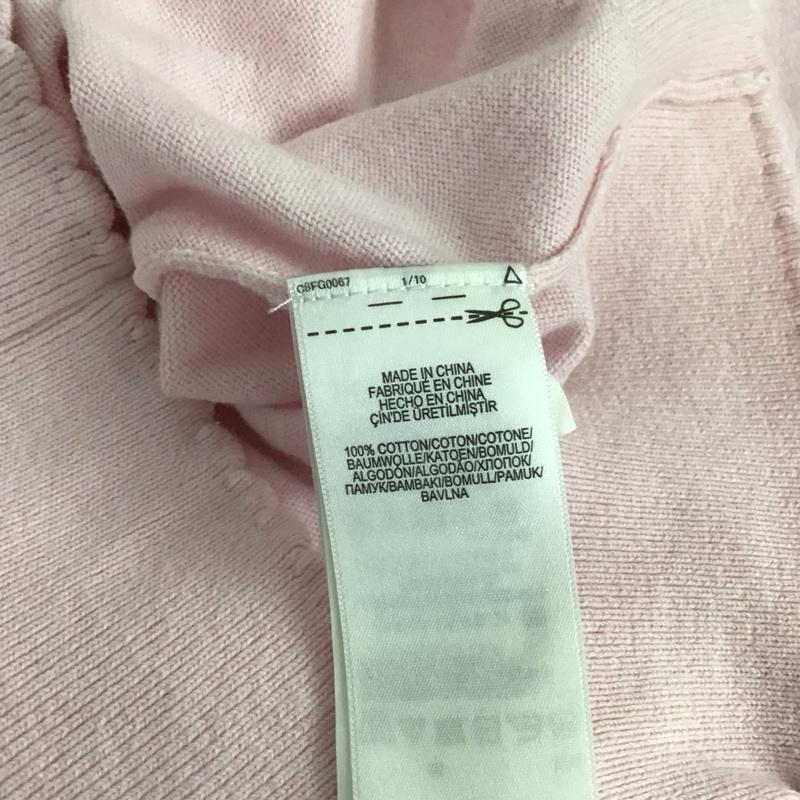 C8FG0067 1/10
MADE IN CHINA
FABRIQUÉ EN CHINE
HECHO EN CHINA
ÇİN'DE ÜRETİLMİŞTİR
100% COTTON/COTON/COTONE/
BAUMWOLLE/KATOEN/BOMULD/
ALGODÓN/ALGODÃO/ХЛОПОК/
ПАМУК/ΒΑΜΒΑΚΙ/BOMULL/PAMUK/
BAVLNA